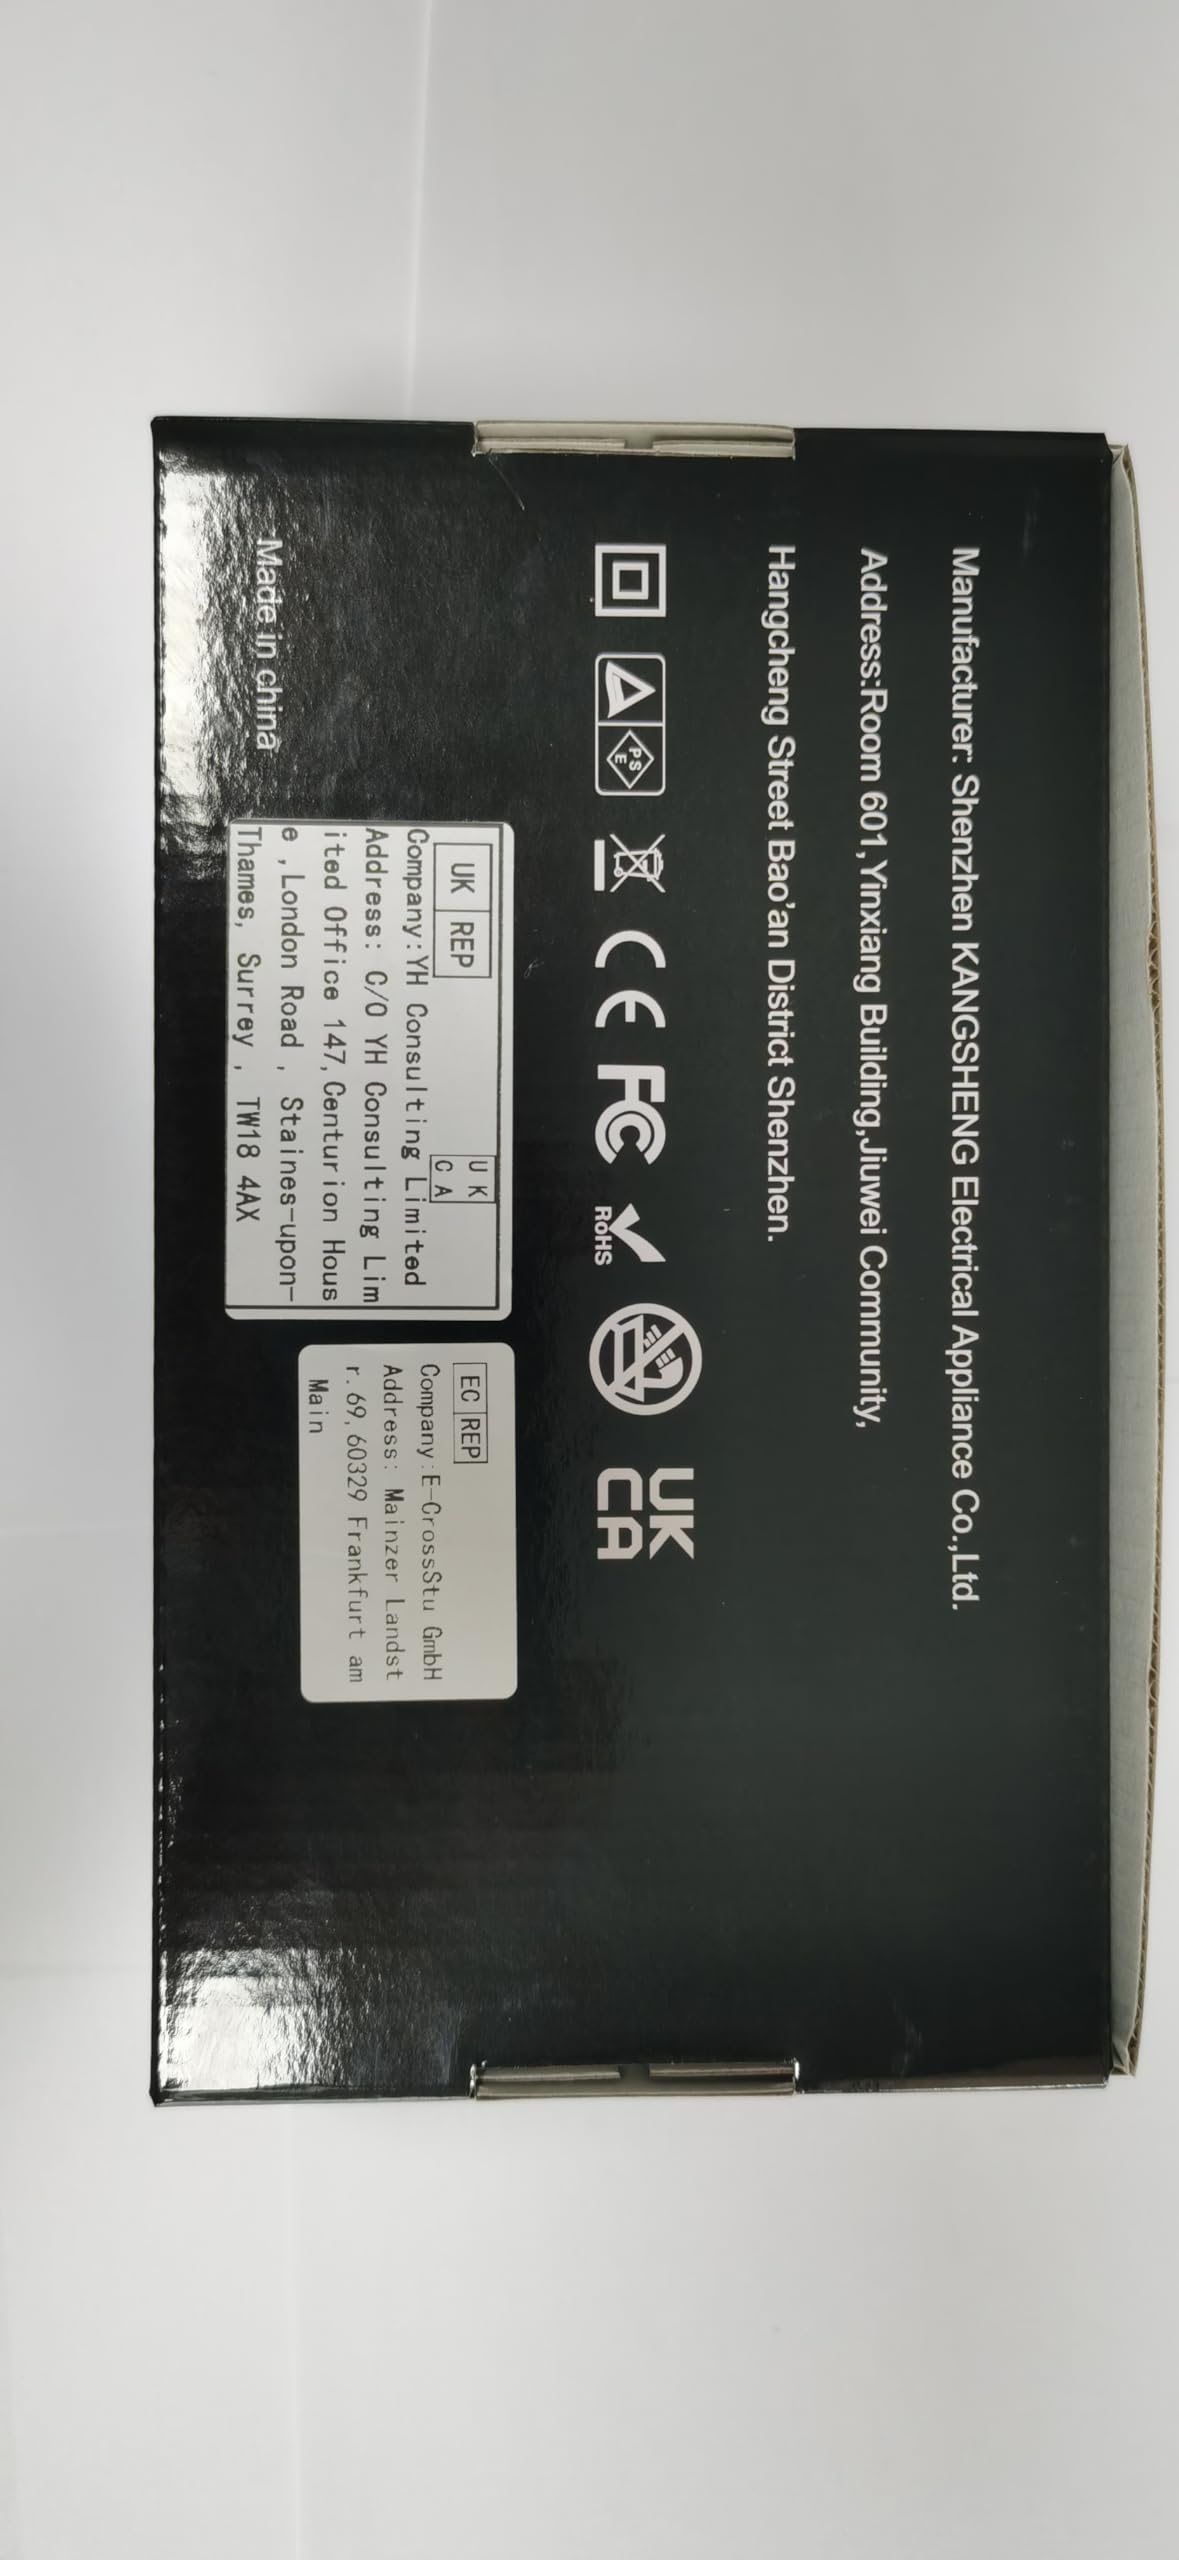 Manufacturer: Shenzhen KANGSHENG Electrical Appliance Co.,Ltd.
Address:Room 601,Yinxiang Building,Jiuwei Community,
Hangcheng Street Bao'an District Shenzhen.
PS
E
CE
FC
RoHS
UK
CA
UK REP
UK
CA
Company:YH Consulting Limited
Address: C/O YH Consulting Lim
ited Office 147,Centurion Hous
e ,London Road , Staines-upon-
Thames, Surrey , TW18 4AX
EC REP
Company:E-CrossStu GmbH
Address: Mainzer Landst
r.69,60329 Frankfurt am
Main
Made in china